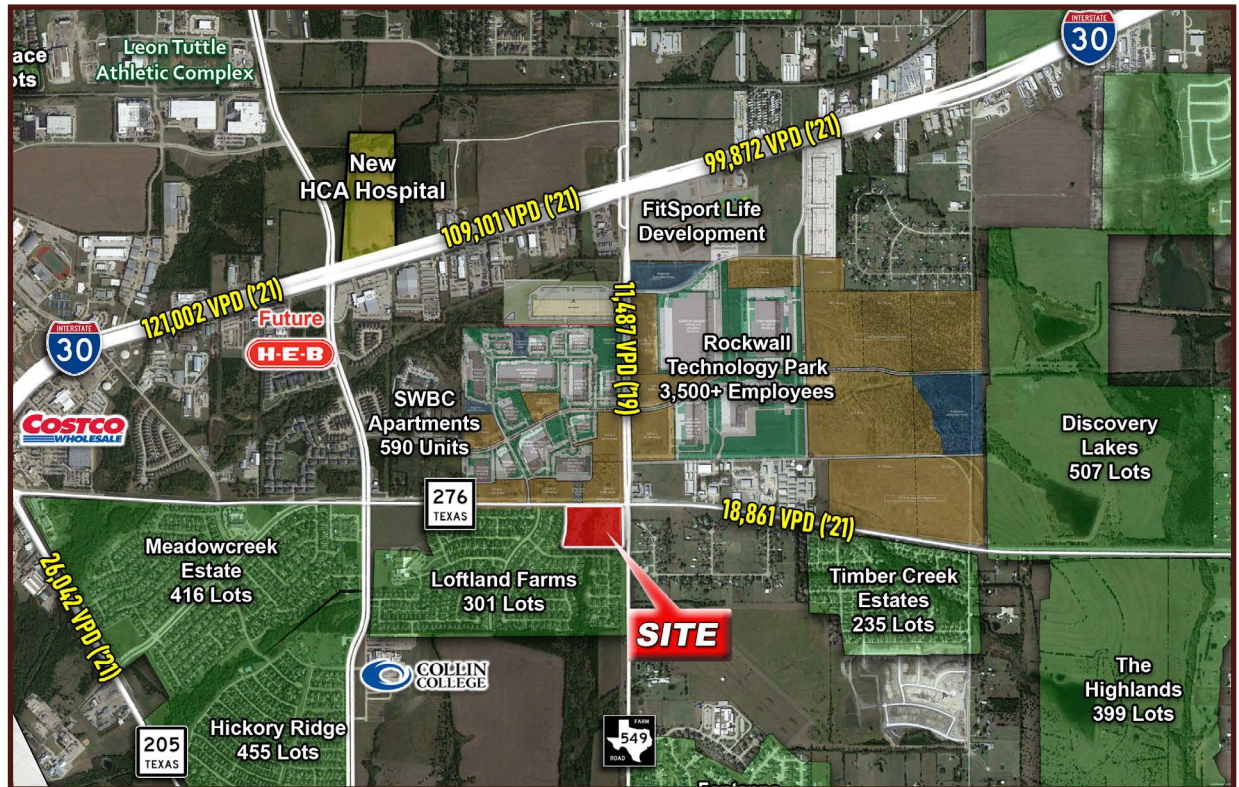 INTERSTATE
30
ace
ots
Leon Tuttle
Athletic Complex
New
HCA Hospital
99,872 VPD ('21)
109,101 VPD ('21)
FitSport Life
Development
121,002 VPD ('21)
Future
H-E-B
INTERSTATE
30
11,487 VPD ('19)
Rockwall
Technology Park
3,500+ Employees
SWBC
Apartments
590 Units
COSTCO
WHOLESALE
Discovery
Lakes
507 Lots
276
TEXAS
18,861 VPD ('21)
Meadowcreek
Estate
416 Lots
Loftland Farms
301 Lots
Timber Creek
Estates
235 Lots
26,042 VPD ('21)
SITE
COLLIN
COLLEGE
The
Highlands
399 Lots
Hickory Ridge
455 Lots
205
TEXAS
FARM
549
ROAD